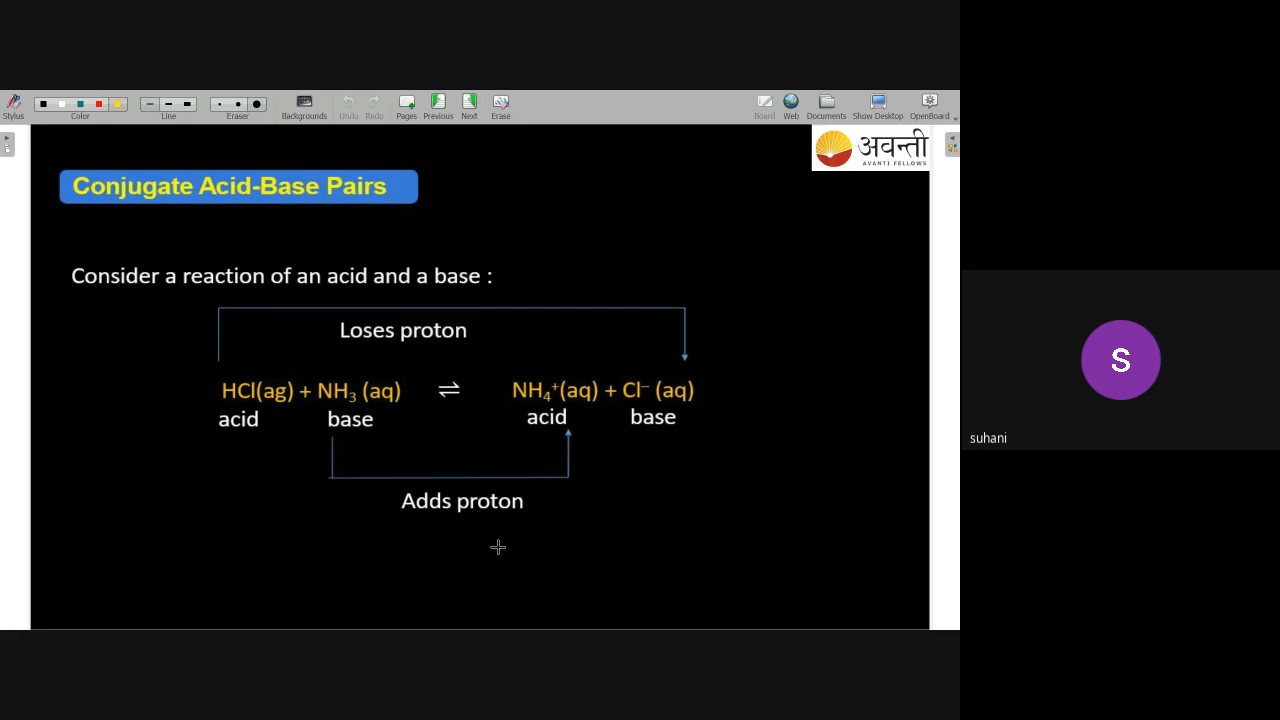 Stylus
Color
Line
Eraser
Backgrounds
Undo
Redo
Pages
Previous
Next
Erase
Board
Web
Documents
Show Desktop
OpenBoard
अवन्ती
AVANTI FELLOWS
Conjugate Acid-Base Pairs
Consider a reaction of an acid and a base :
Loses proton
HCl(ag) + NH₃ (aq) ⇌ NH₄⁺(aq) + Cl⁻ (aq)
acid base acid base
Adds proton
S
suhani